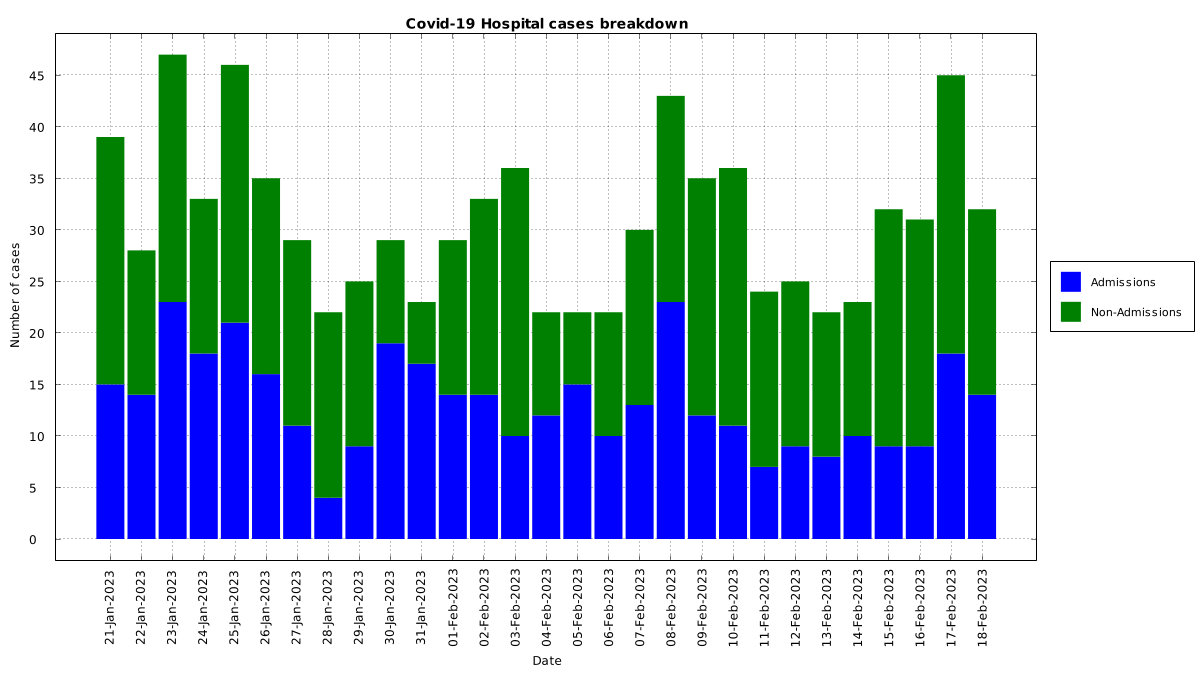 Covid-19 Hospital cases breakdown
Number of cases
45
40
35
30
25
20
15
10
5
0
21-Jan-2023
22-Jan-2023
23-Jan-2023
24-Jan-2023
25-Jan-2023
26-Jan-2023
27-Jan-2023
28-Jan-2023
29-Jan-2023
30-Jan-2023
31-Jan-2023
01-Feb-2023
02-Feb-2023
03-Feb-2023
04-Feb-2023
05-Feb-2023
06-Feb-2023
07-Feb-2023
08-Feb-2023
09-Feb-2023
10-Feb-2023
11-Feb-2023
12-Feb-2023
13-Feb-2023
14-Feb-2023
15-Feb-2023
16-Feb-2023
17-Feb-2023
18-Feb-2023
Date
Admissions
Non-Admissions